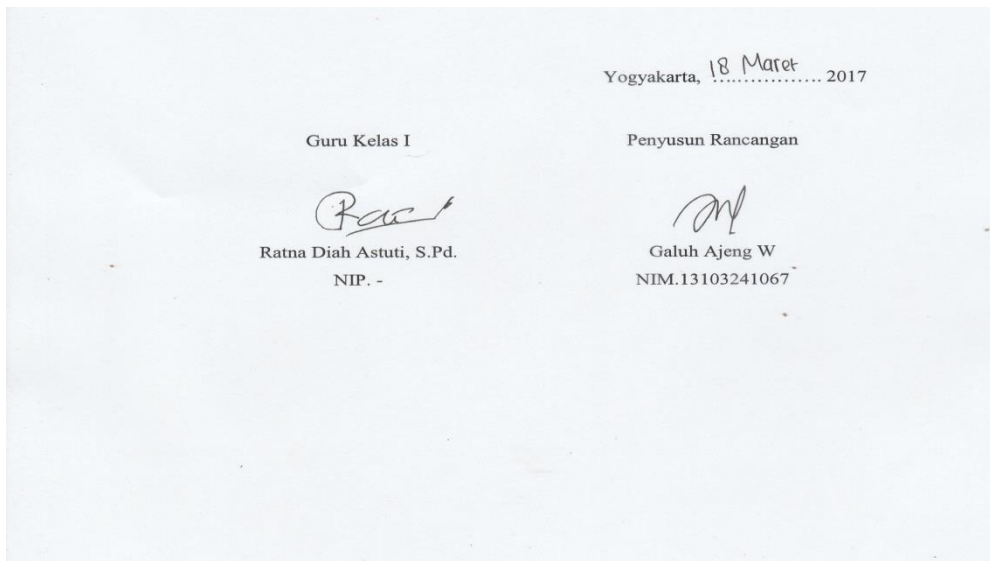 Yogyakarta, 18 Maret 2017
Guru Kelas I
Penyusun Rancangan
Ratna Diah Astuti, S.Pd.
Galuh Ajeng W
NIP. -
NIM.13103241067